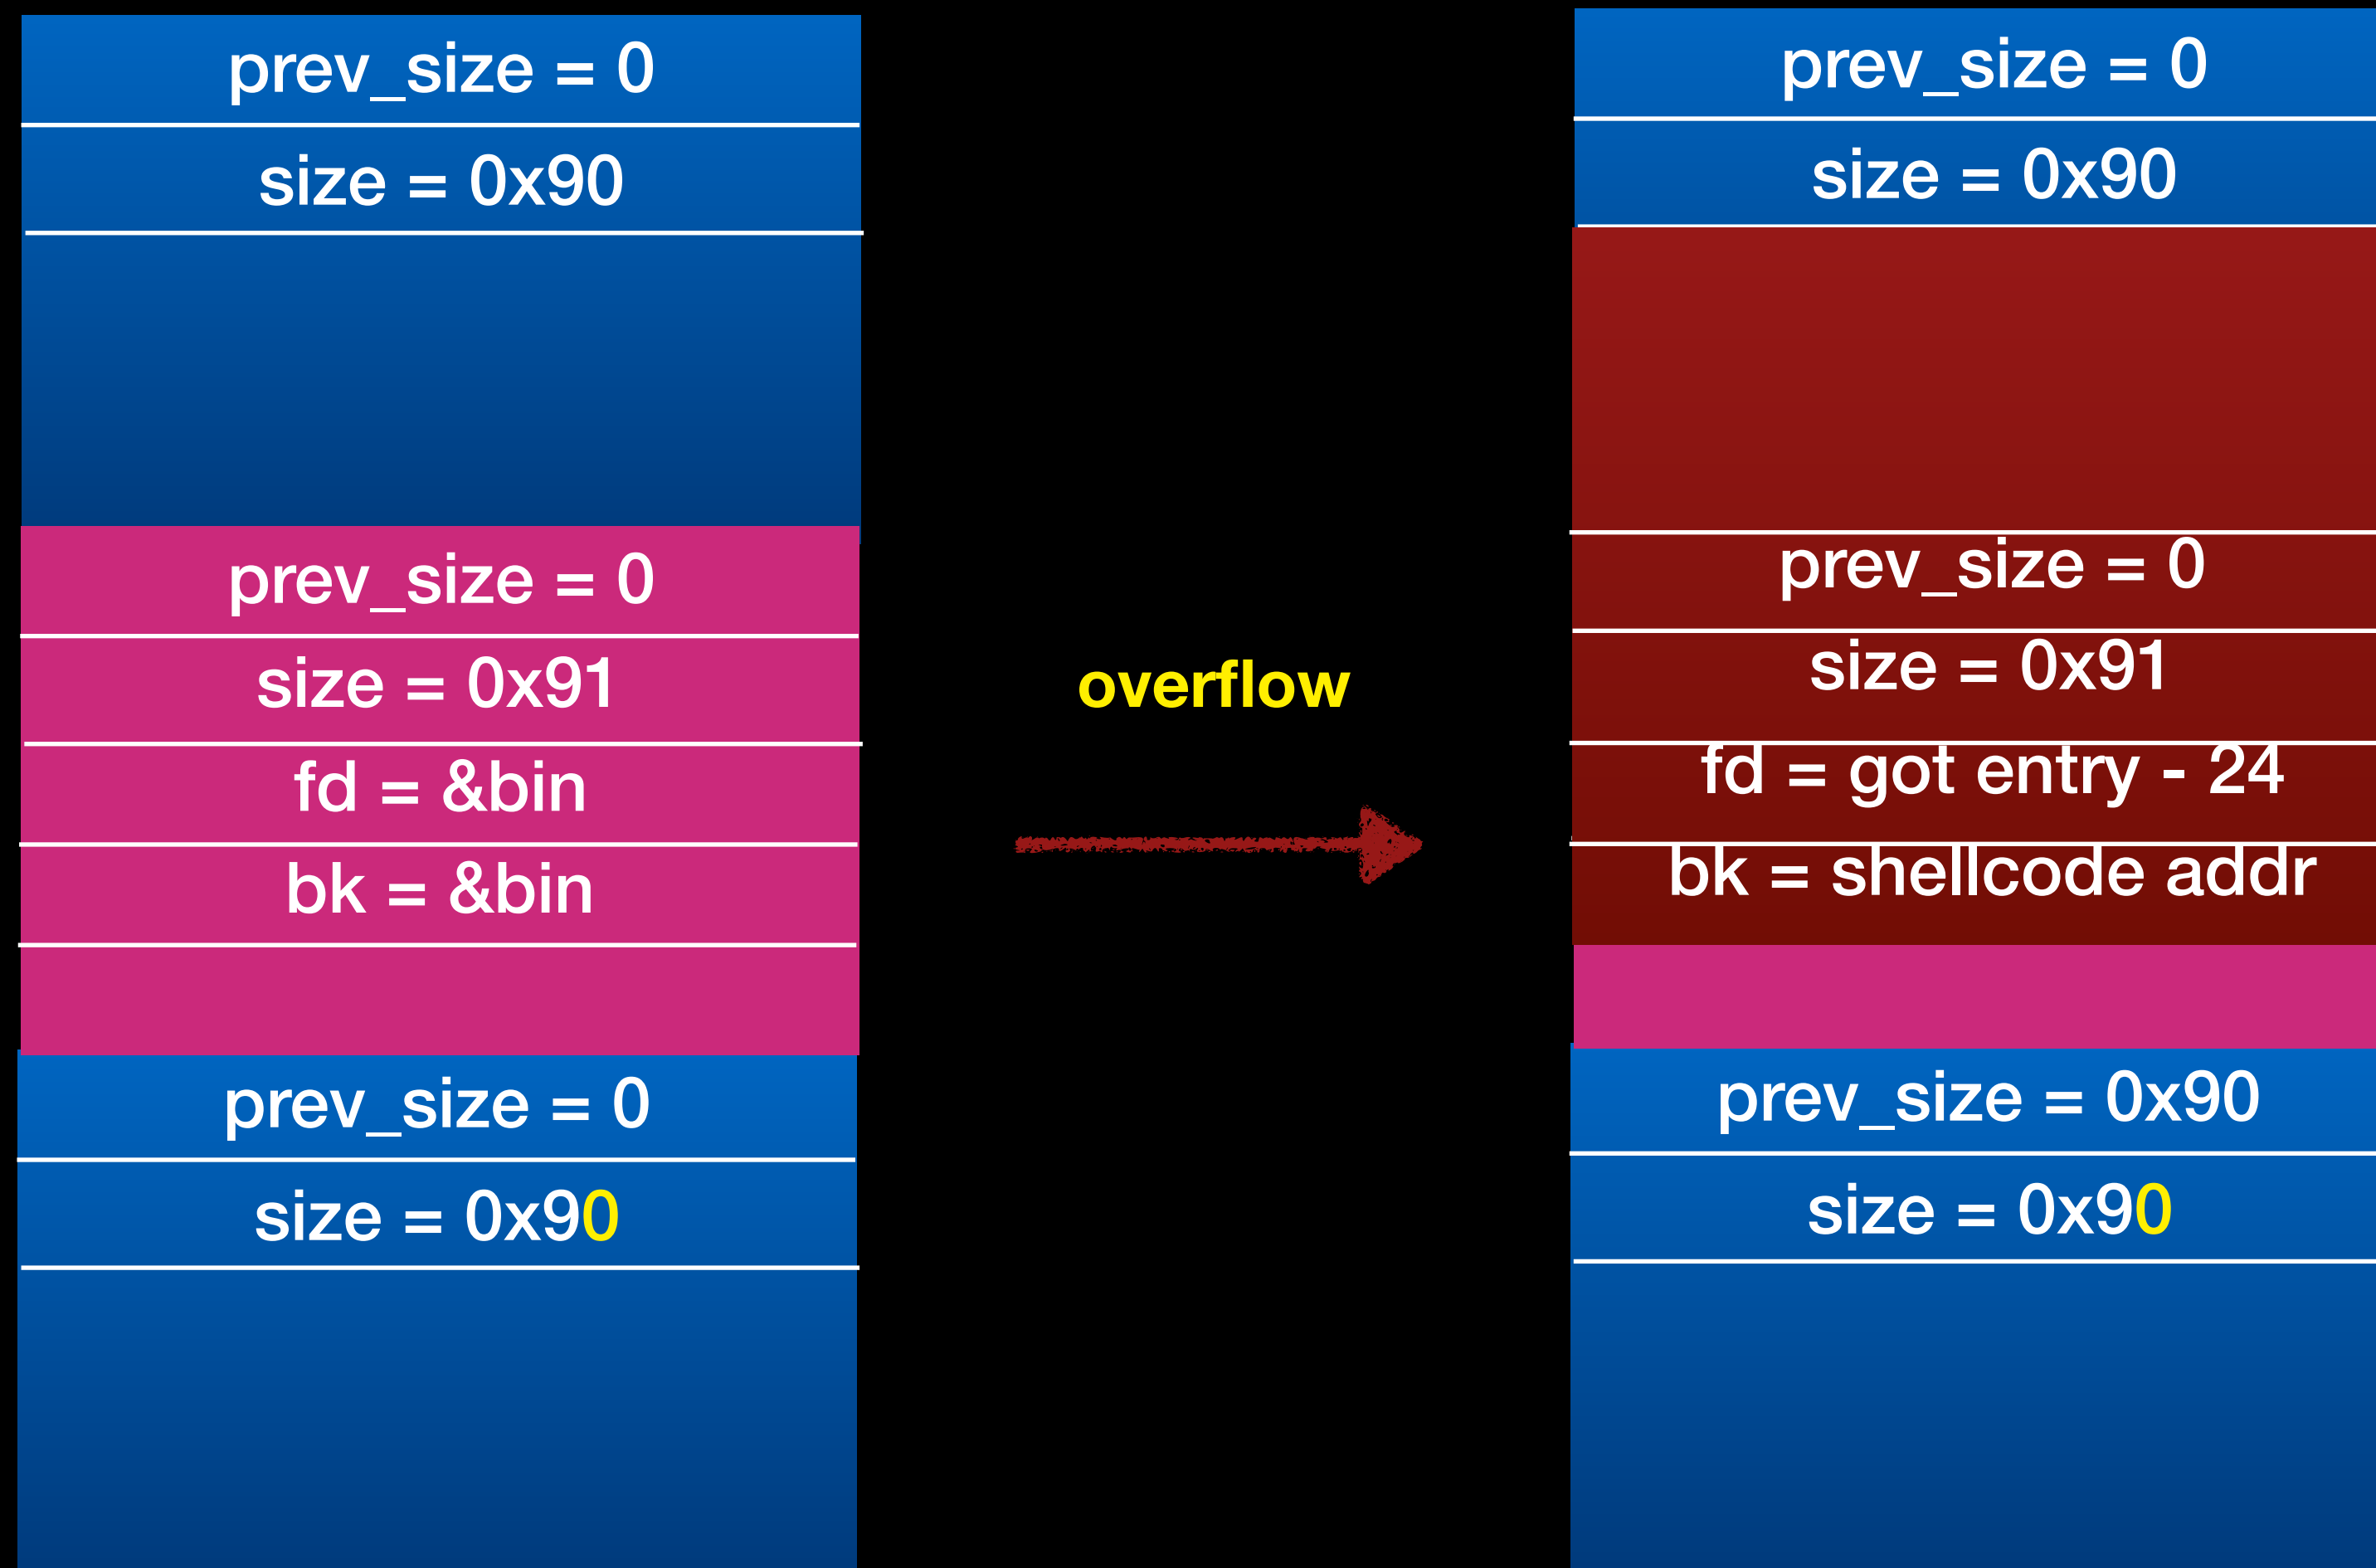 prev_size = 0
size = 0x90
prev_size = 0
size = 0x91
fd = &bin
bk = &bin
prev_size = 0
size = 0x90
overflow
prev_size = 0
size = 0x90
prev_size = 0
size = 0x91
fd = got entry - 24
bk = shellcode addr
prev_size = 0x90
size = 0x90